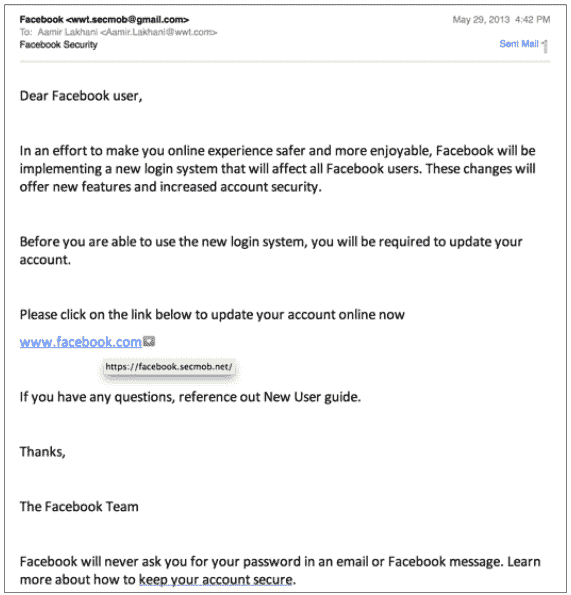 Facebook <wwt.secmob@gmail.com>
May 29, 2013 4:42 PM
To: Aamir Lakhani <Aamir.Lakhani@wwt.com>
Sent Mail
Facebook Security
Dear Facebook user,
In an effort to make you online experience safer and more enjoyable, Facebook will be
implementing a new login system that will affect all Facebook users. These changes will
offer new features and increased account security.
Before you are able to use the new login system, you will be required to update your
account.
Please click on the link below to update your account online now
www.facebook.com
https://facebook.secmob.net/
If you have any questions, reference out New User guide.
Thanks,
The Facebook Team
Facebook will never ask you for your password in an email or Facebook message. Learn
more about how to keep your account secure.